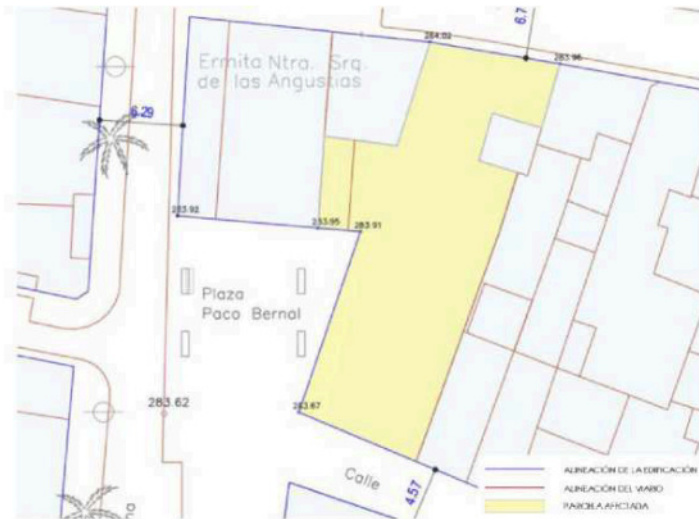 6.7
284.02
283.96
Ermita Ntra. Sra.
de las Angustias
6.29
283.92
283.95
283.91
Plaza
Paco Bernal
283.62
283.67
Calle
4.57
na
ALINEACIÓN DE LA EDIFICACIÓN
ALINEACIÓN DEL VIARIO
PARCELA AFECTADA